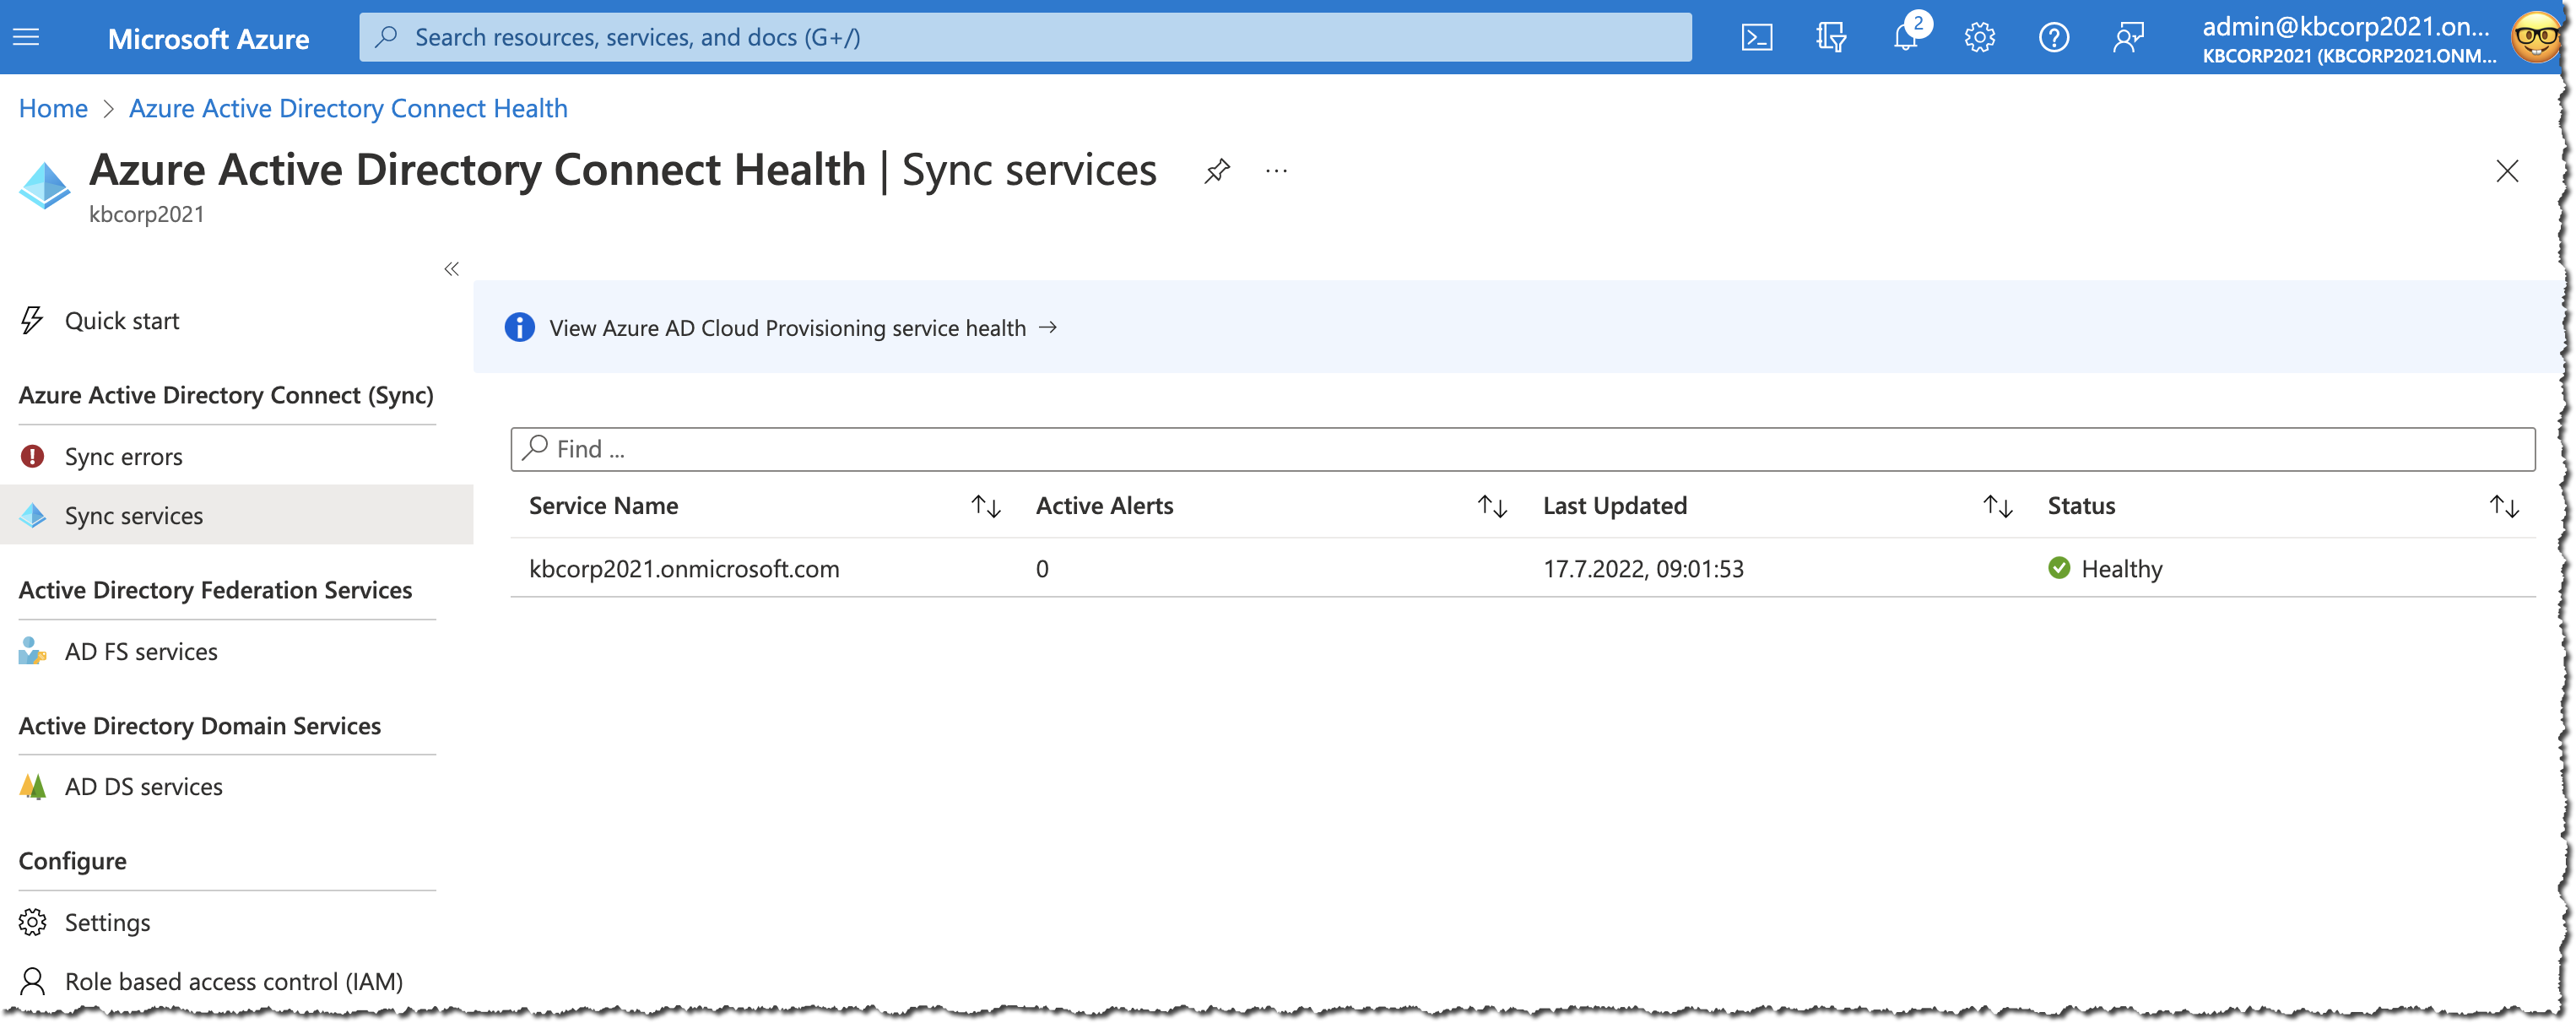 Microsoft Azure
Search resources, services, and docs (G+/)
2
admin@kbcorp2021.on...
KBCORP2021 (KBCORP2021.ONM...
Home > Azure Active Directory Connect Health
Azure Active Directory Connect Health | Sync services
...
kbcorp2021
«
Quick start
Azure Active Directory Connect (Sync)
Sync errors
Sync services
Active Directory Federation Services
AD FS services
Active Directory Domain Services
AD DS services
Configure
Settings
Role based access control (IAM)
View Azure AD Cloud Provisioning service health →
Find ...
Service Name Active Alerts Last Updated Status
kbcorp2021.onmicrosoft.com 0 17.7.2022, 09:01:53 Healthy